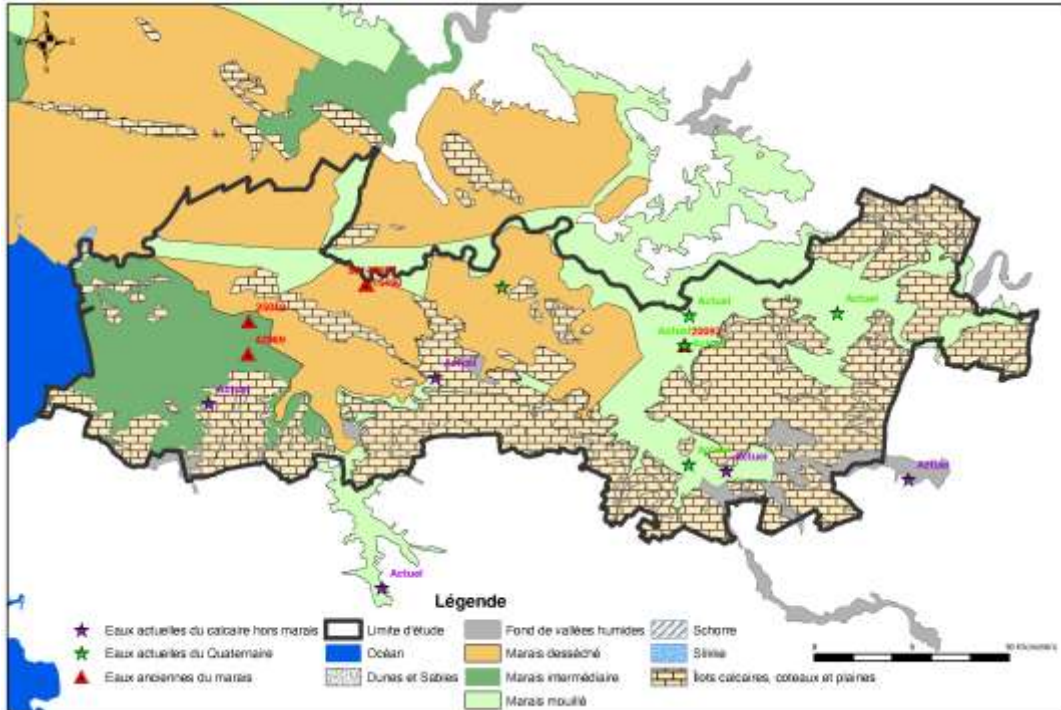 Actuel
Actuel
Actuel
Actuel
Actuel
Actuel
Actuel
Actuel
Légende
Eaux actuelles du calcaire hors marais
Eaux actuelles du Quaternaire
Eaux anciennes du marais
Limite d'étude
Océan
Dunes et Sables
Fond de vallées humides
Marais desséché
Marais intermédiaire
Marais mouillé
Schorre
Slikke
Ilots calcaires, coteaux et plaines